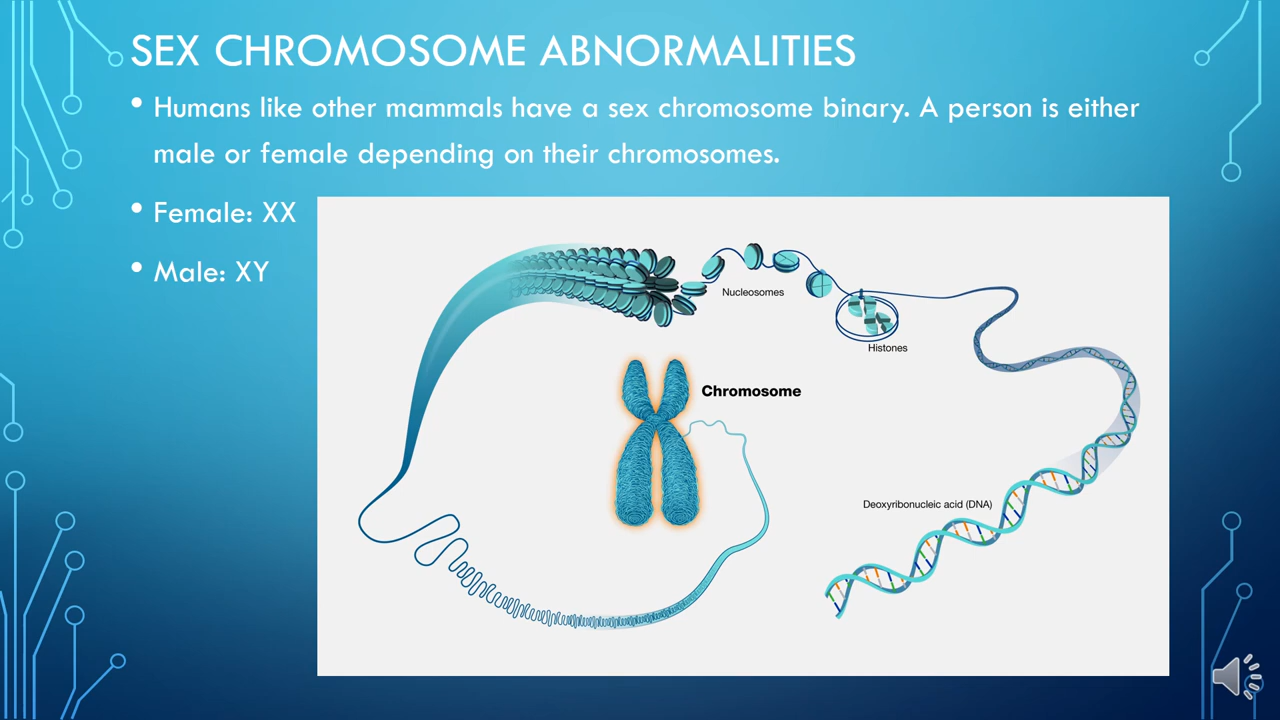 SEX CHROMOSOME ABNORMALITIES
• Humans like other mammals have a sex chromosome binary. A person is either
male or female depending on their chromosomes.
• Female: XX
• Male: XY
Nucleosomes
Histones
Chromosome
Deoxyribonucleic acid (DNA)